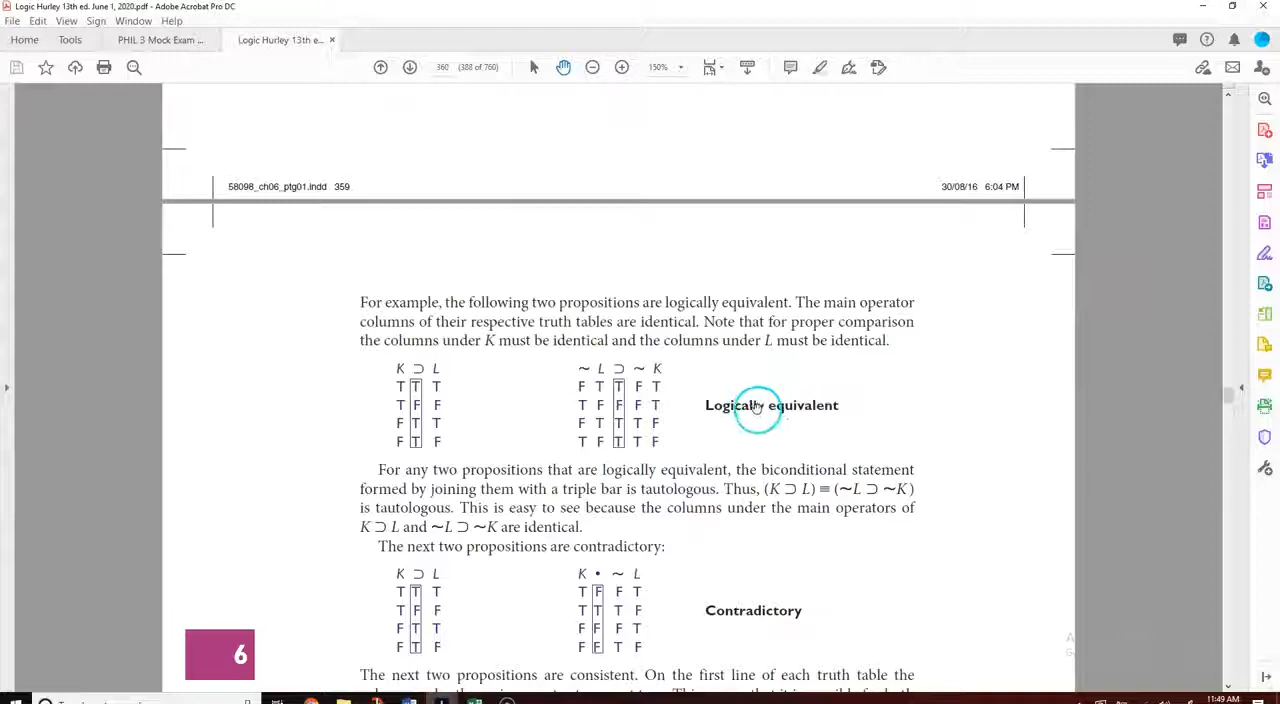 Logic Hurley 13th ed. June 1, 2020.pdf - Adobe Acrobat Pro DC
File Edit View Sign Window Help
Home Tools PHIL 3 Mock Exam ... Logic Hurley 13th e... ×
360 (388 of 760) 150%
58098_ch06_ptg01.indd 359 30/08/16 6:04 PM
For example, the following two propositions are logically equivalent. The main operator
columns of their respective truth tables are identical. Note that for proper comparison
the columns under K must be identical and the columns under L must be identical.
K ⊃ L ~ L ⊃ ~ K
T T T F T T F T
T F F T F F F T Logically equivalent
F T T F T T T F
F T F T F T T F
For any two propositions that are logically equivalent, the biconditional statement
formed by joining them with a triple bar is tautologous. Thus, (K ⊃ L) ≡ (~L ⊃ ~K)
is tautologous. This is easy to see because the columns under the main operators of
K ⊃ L and ~L ⊃ ~K are identical.
The next two propositions are contradictory:
K ⊃ L K • ~ L
T T T T F F T
T F F T T T F Contradictory
F T T F F F T
F T F F F T F
6
The next two propositions are consistent. On the first line of each truth table the
11:49 AM